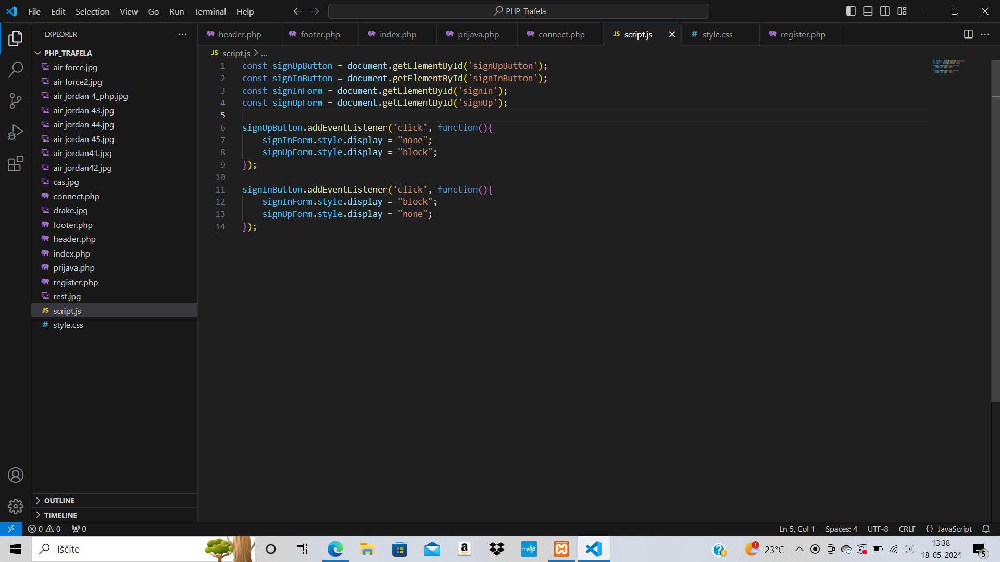 File Edit Selection View Go Run Terminal Help
PHP_Trafela
EXPLORER
header.php
footer.php
index.php
prijava.php
connect.php
JS script.js
# style.css
register.php
PHP_TRAFELA
air force.jpg
air force2.jpg
air jordan 4_php.jpg
air jordan 43.jpg
air jordan 44.jpg
air jordan 45.jpg
air jordan41.jpg
air jordan42.jpg
cas.jpg
connect.php
drake.jpg
footer.php
header.php
index.php
prijava.php
register.php
rest.jpg
JS script.js
# style.css
OUTLINE
TIMELINE
JS script.js > ...
1 const signUpButton = document.getElementById('signUpButton');
2 const signInButton = document.getElementById('signInButton');
3 const signInForm = document.getElementById('signIn');
4 const signUpForm = document.getElementById('signUp');
5
6 signUpButton.addEventListener('click', function(){
7     signInForm.style.display = "none";
8     signUpForm.style.display = "block";
9 });
10
11 signInButton.addEventListener('click', function(){
12     signInForm.style.display = "block";
13     signUpForm.style.display = "none";
14 });
0 0 0
Ln 5, Col 1 Spaces: 4 UTF-8 CRLF {} JavaScript
Iščite
a
myhp
1
23°C
13:38
18. 05. 2024
5